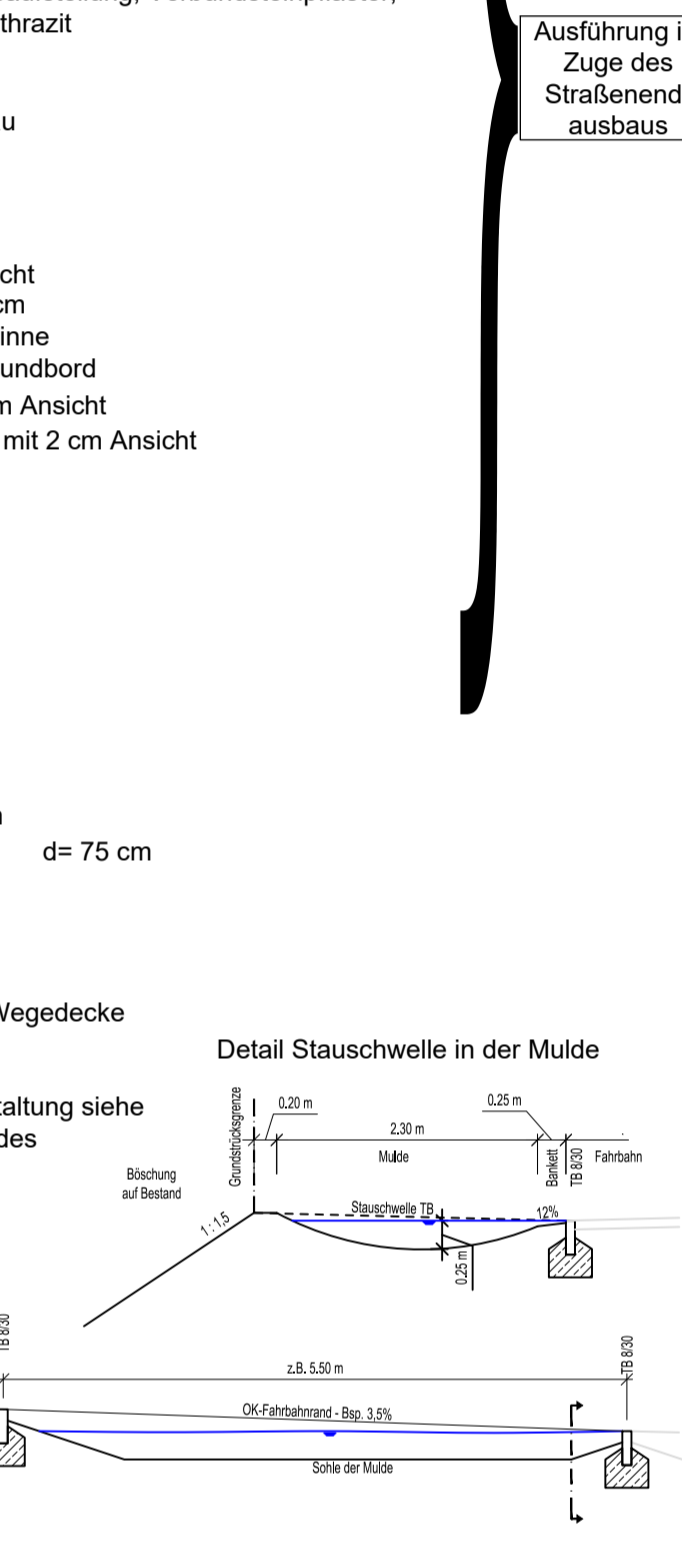 thrazit
Ausführung i
Zuge des
Straßenend
ausbaus
u
cht
cm
inne
undbord
m Ansicht
mit 2 cm Ansicht
d= 75 cm
Wegedecke
Detail Stauschwelle in der Mulde
altung siehe
des
Grundstrücksgrenze
0.20 m
0.25 m
2.30 m
Mulde
Bankett
TB 8/30
Fahrbahn
Böschung
auf Bestand
1:1,5
Stauschwelle TB
12%
0.25 m
TB 8/30
z.B. 5.50 m
TB 8/30
OK-Fahrbahnrand - Bsp. 3,5%
Sohle der Mulde